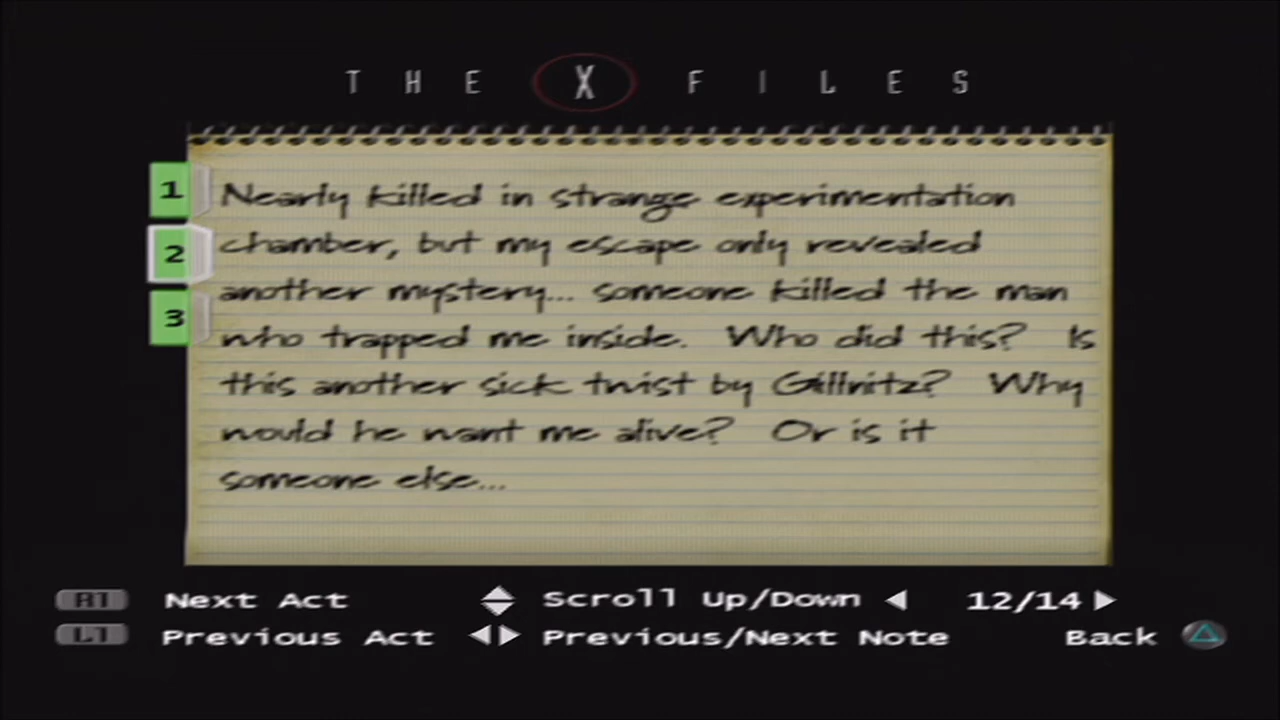 THE X FILES
1
2
3
Nearly killed in strange experimentation
chamber, but my escape only revealed
another mystery... someone killed the man
who trapped me inside.  Who did this?  Is
this another sick twist by Gillnitz?  Why
would he want me alive?  Or is it
someone else...
R1 Next Act
Scroll Up/Down
12/14
L1 Previous Act
Previous/Next Note
Back